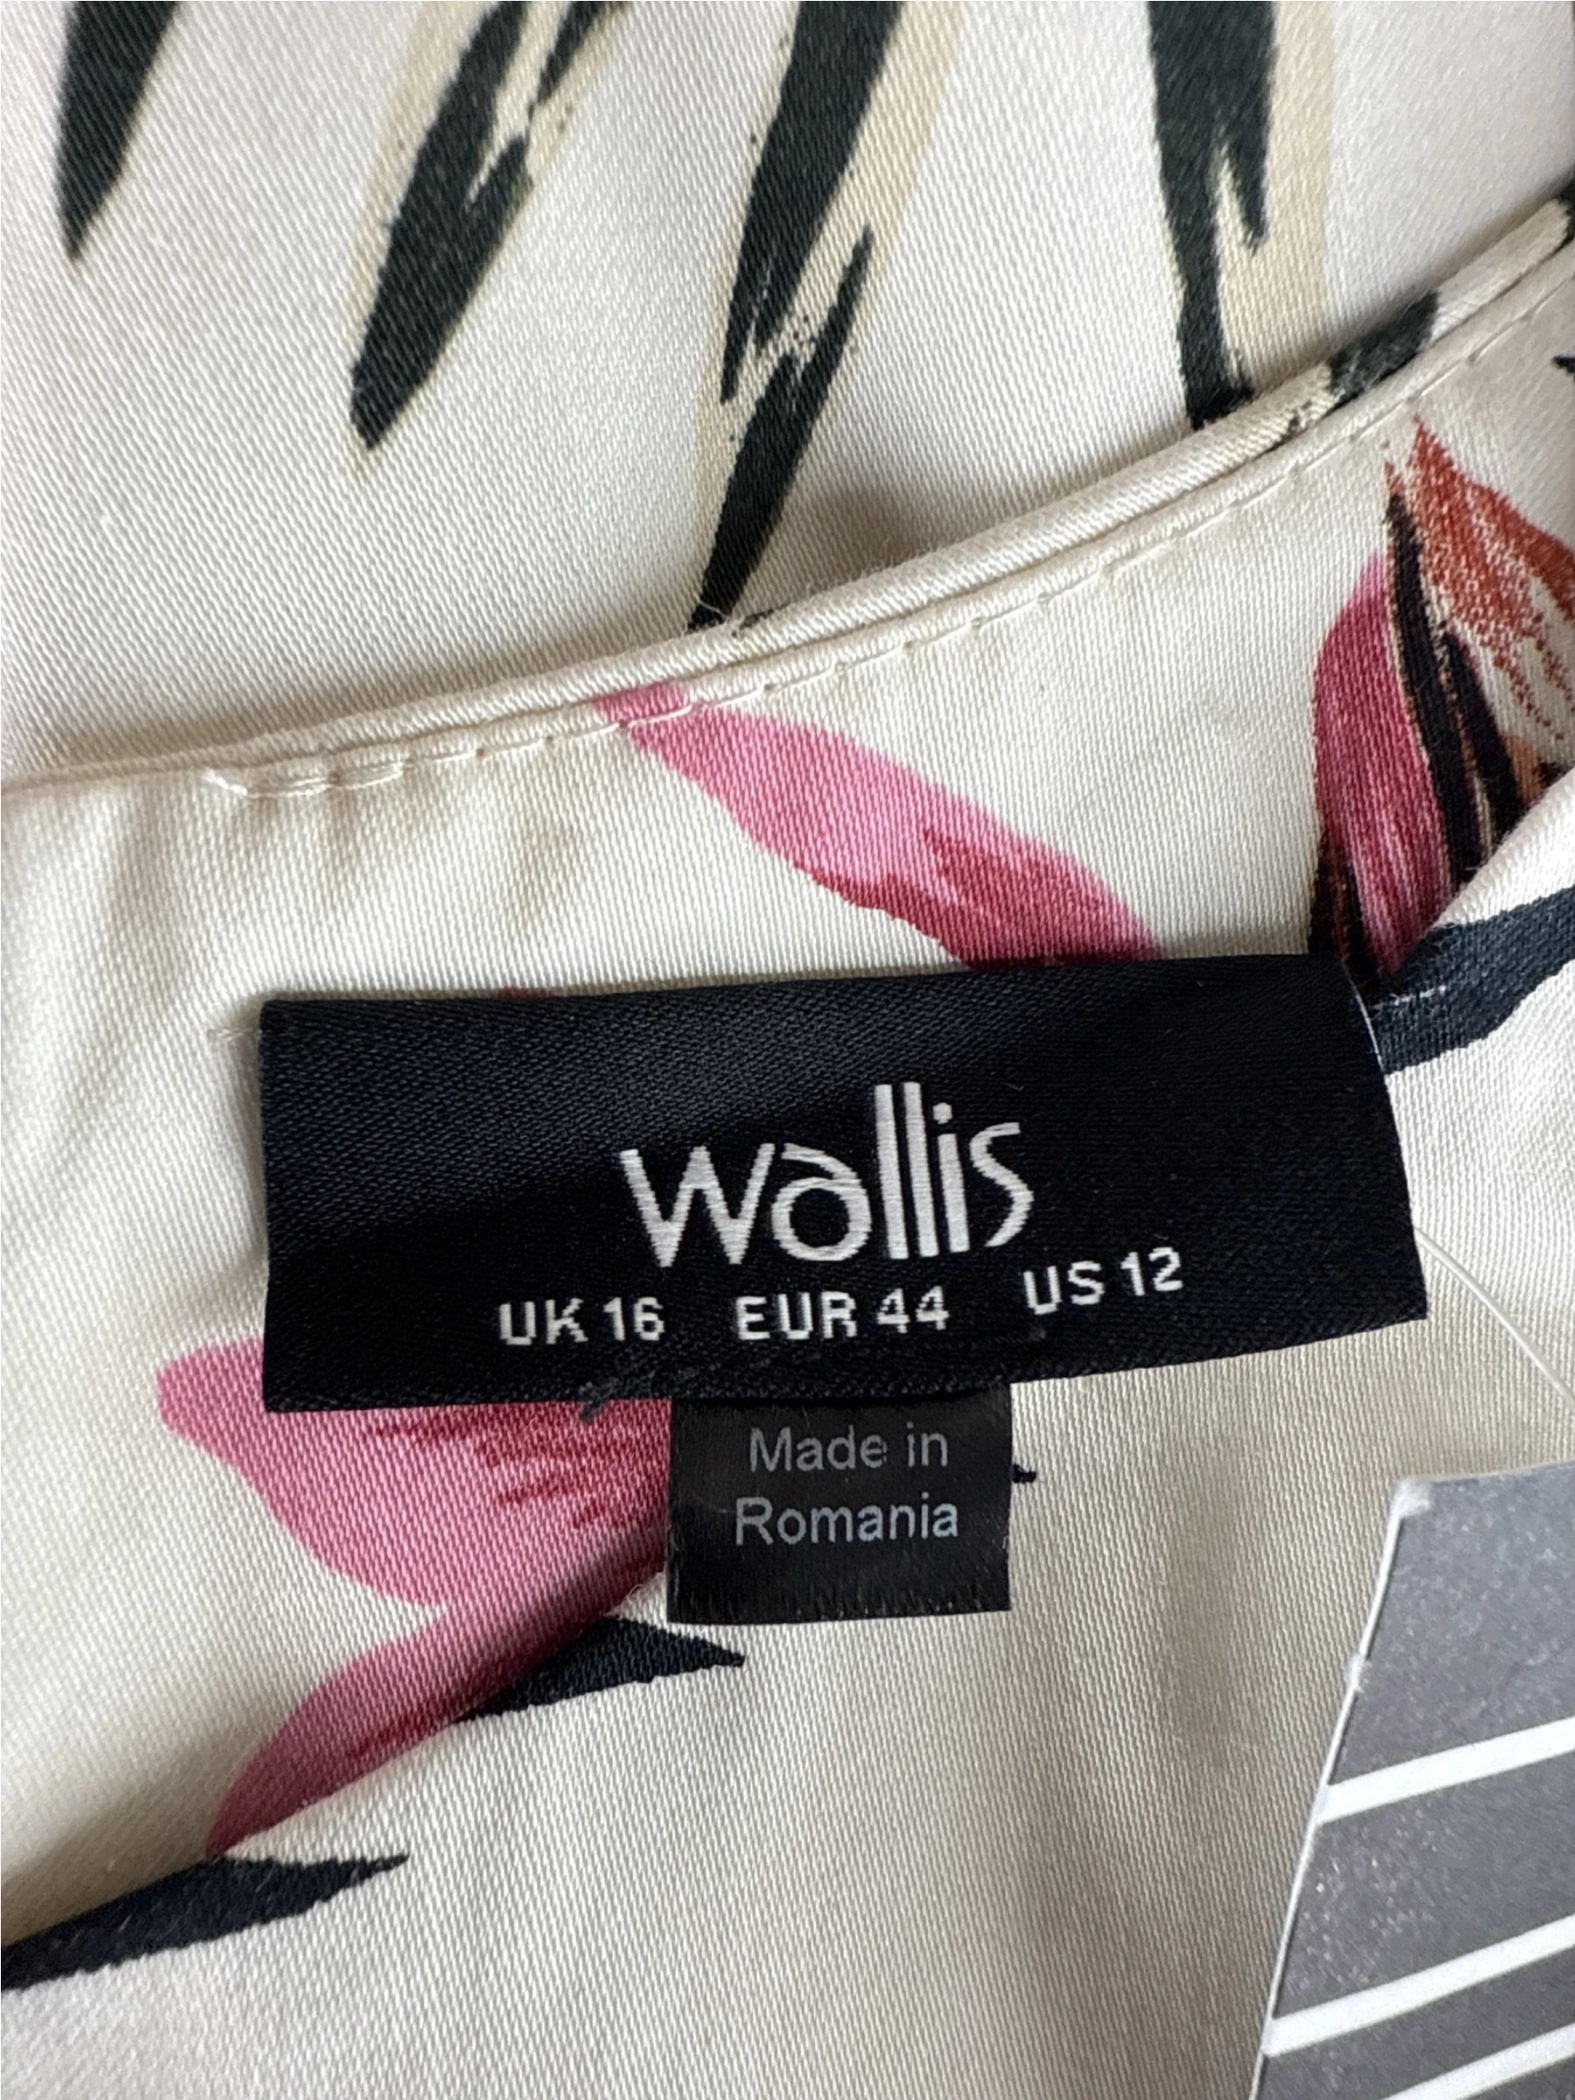 wallis
UK 16 EUR 44 US 12
Made in
Romania